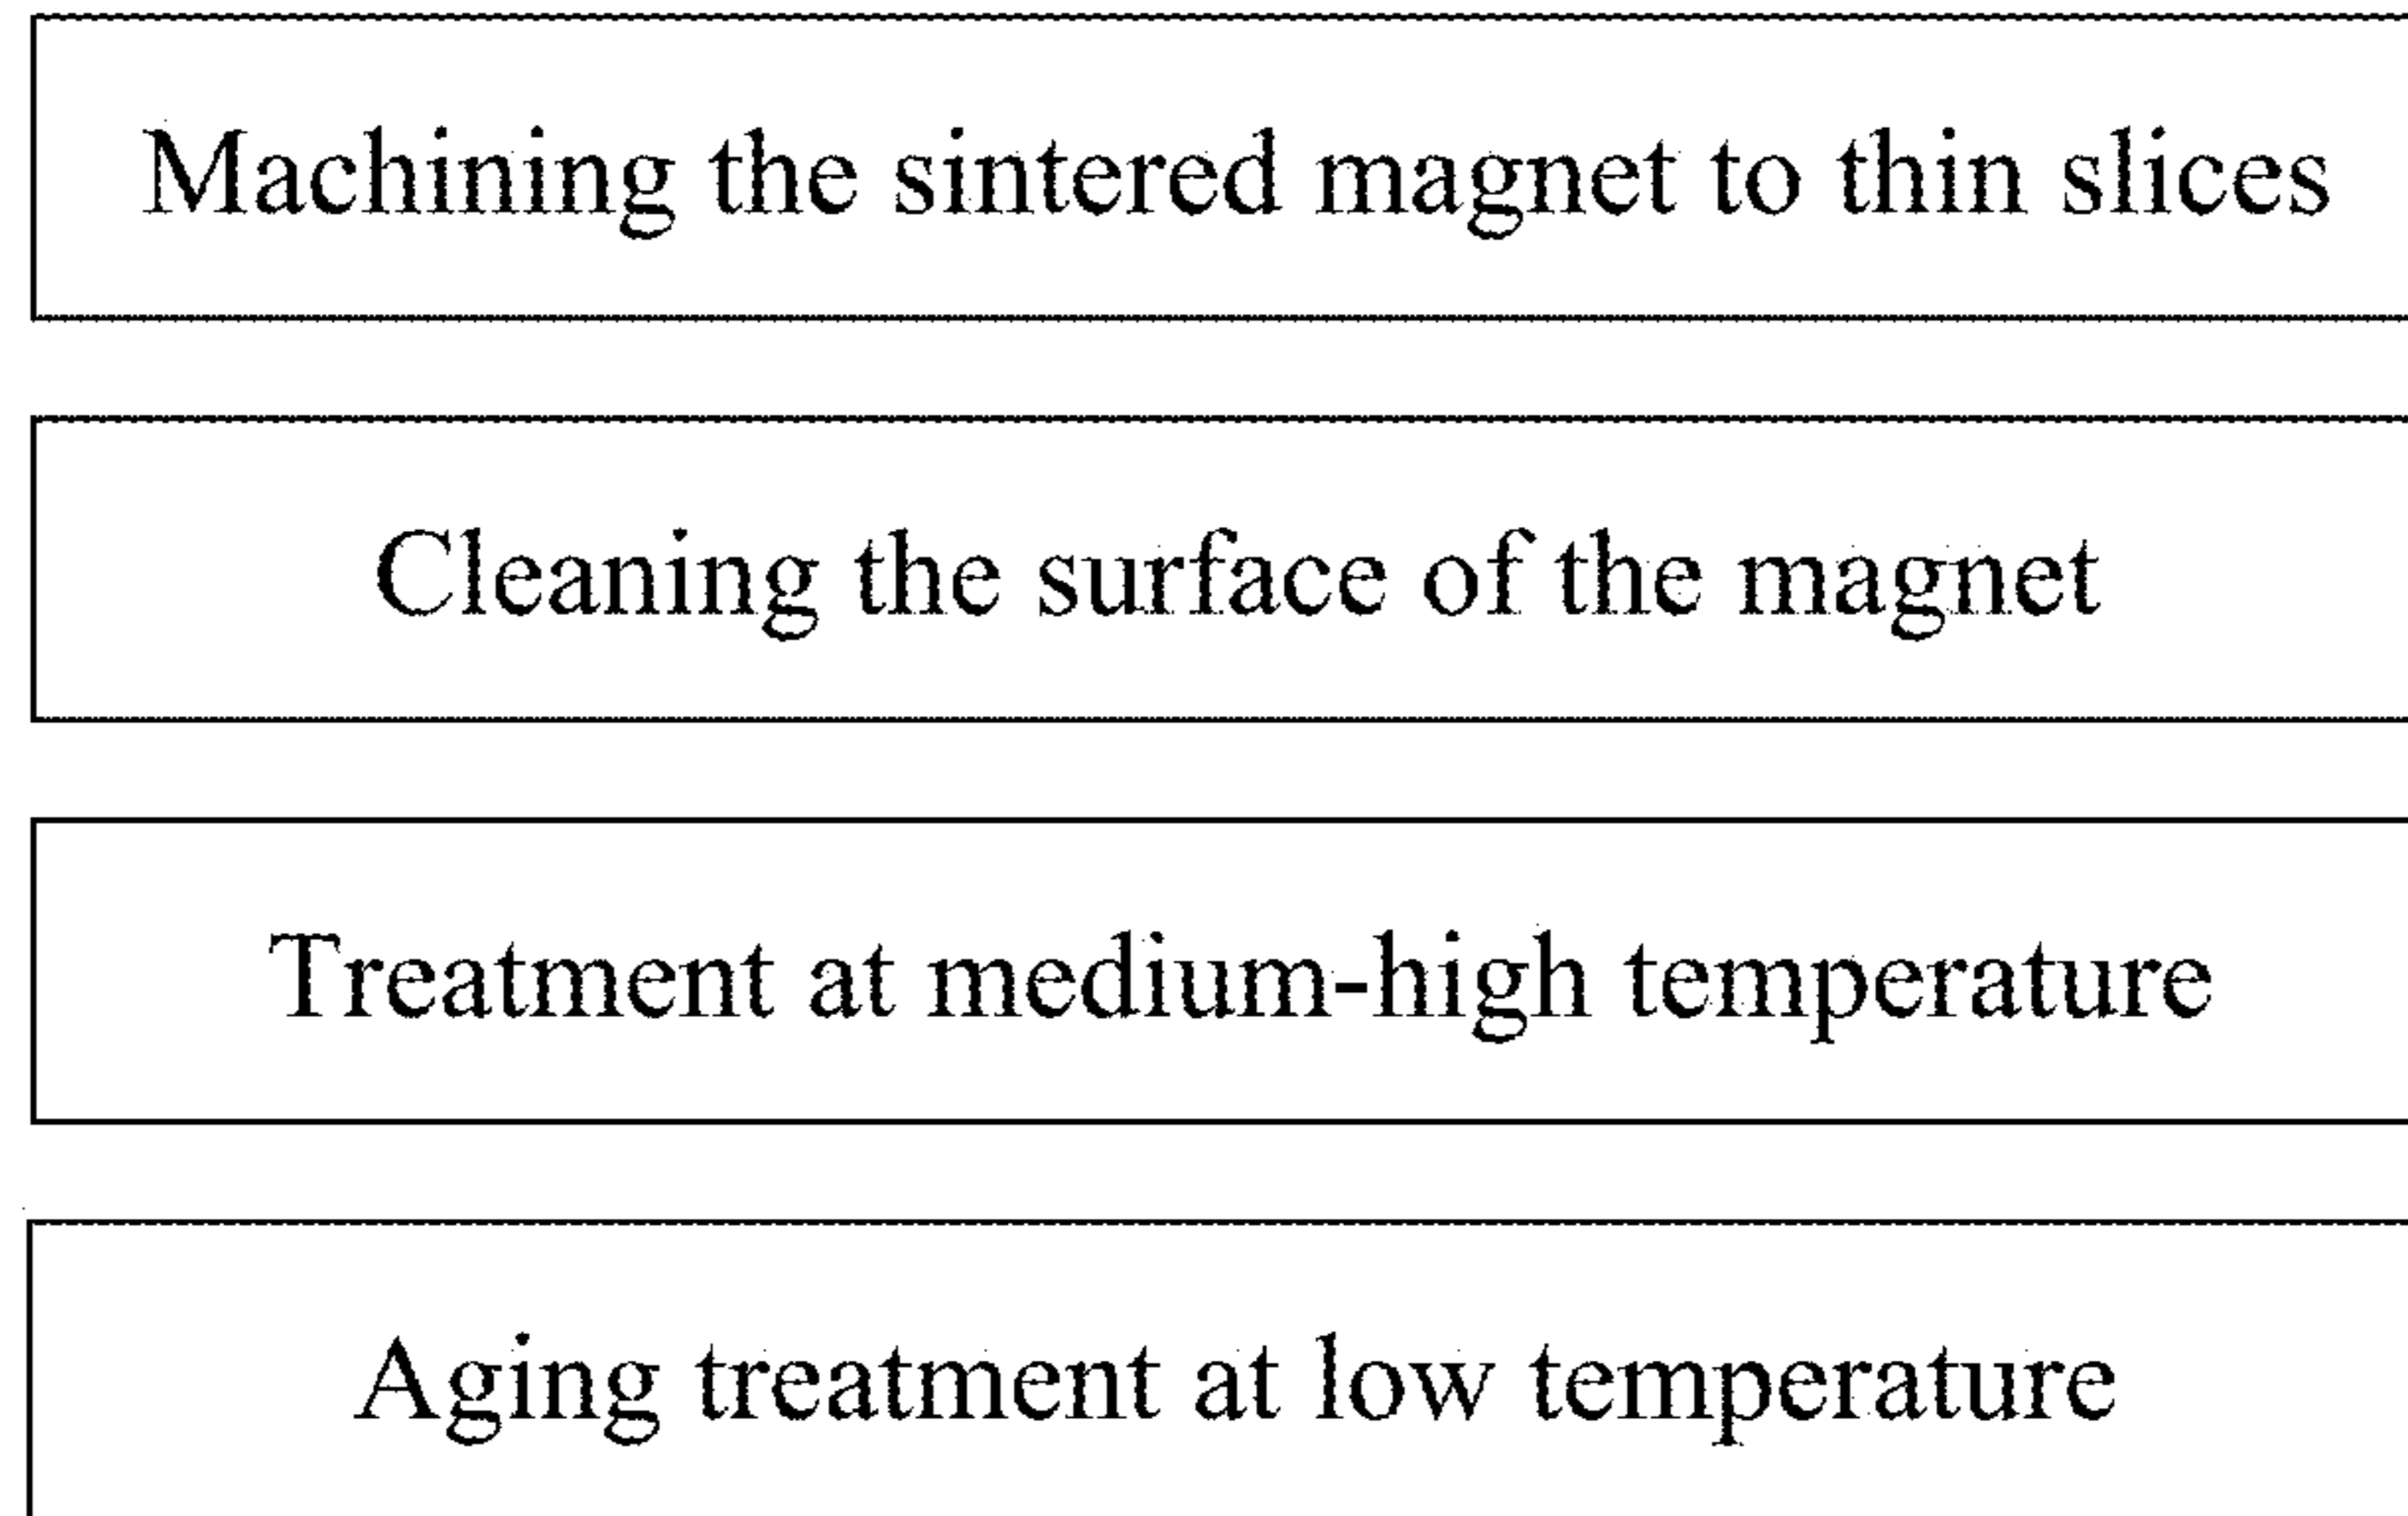 Machining the sintered magnet to thin slices
Cleaning the surface of the magnet
Treatment at medium-high temperature
Aging treatment at low temperature